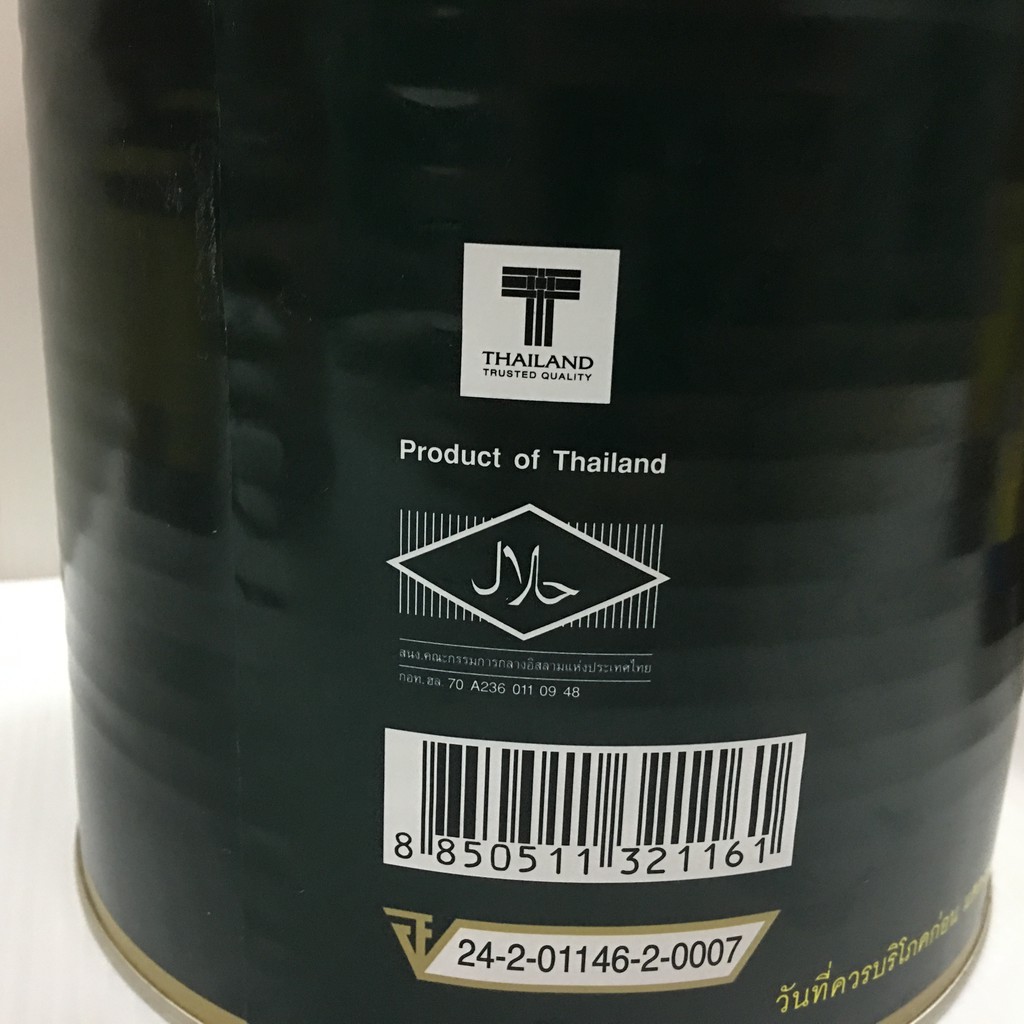 T
THAILAND
TRUSTED QUALITY
Product of Thailand
حلال
สนง.คณะกรรมการกลางอิสลามแห่งประเทศไทย
กอท. ฮล. 70 A236 011 09 48
8 850511 321161
อย
24-2-01146-2-0007
วันที่ควรบริโภคก่อน